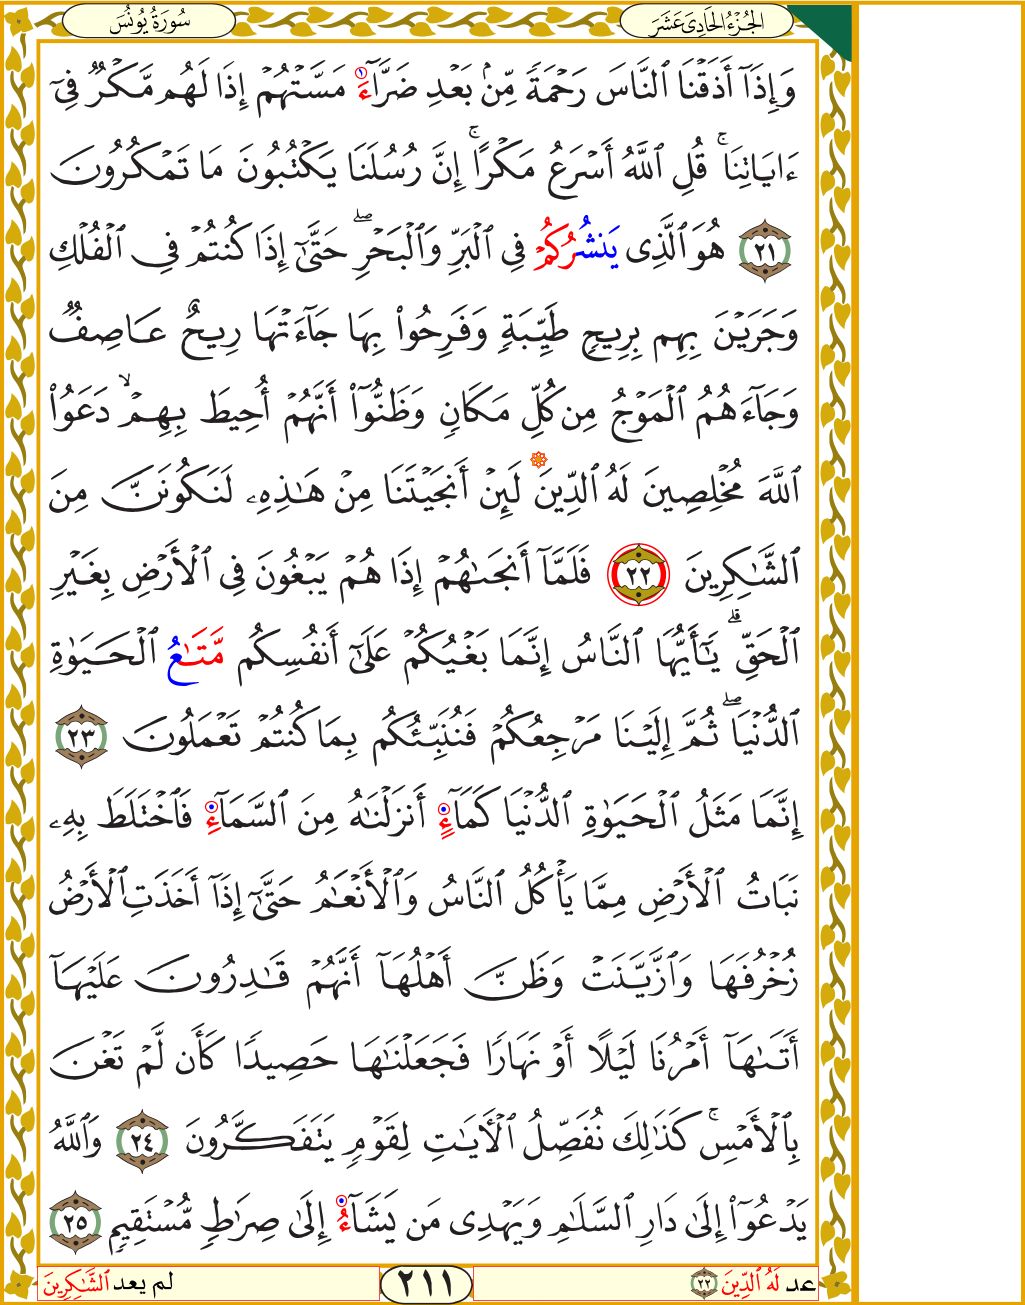 الجُزْءُ الحَادِي عَشَرَ
سُورَةُ يُونُسَ
وَإِذَآ أَذَقۡنَا ٱلنَّاسَ رَحۡمَةٗ مِّنۢ بَعۡدِ ضَرَّآءَ مَسَّتۡهُمۡ إِذَا لَهُم مَّكۡرٞ فِيٓ
ءَايَاتِنَاۚ قُلِ ٱللَّهُ أَسۡرَعُ مَكۡرًاۚ إِنَّ رُسُلَنَا يَكۡتُبُونَ مَا تَمۡكُرُونَ
٢١ هُوَ ٱلَّذِي يَنشُرُكُمۡ فِي ٱلۡبَرِّ وَٱلۡبَحۡرِۖ حَتَّىٰٓ إِذَا كُنتُمۡ فِي ٱلۡفُلۡكِ
وَجَرَيۡنَ بِهِم بِرِيحٖ طَيِّبَةٖ وَفَرِحُواْ بِهَا جَآءَتۡهَا رِيحٌ عَاصِفٞ
وَجَآءَهُمُ ٱلۡمَوۡجُ مِن كُلِّ مَكَانٖ وَظَنُّوٓاْ أَنَّهُمۡ أُحِيطَ بِهِمۡۙ دَعَوُاْ
ٱللَّهَ مُخۡلِصِينَ لَهُ ٱلدِّينَ لَئِنۡ أَنجَيۡتَنَا مِنۡ هَٰذِهِۦ لَنَكُونَنَّ مِنَ
ٱلشَّٰكِرِينَ ٢٢ فَلَمَّآ أَنجَىٰهُمۡ إِذَا هُمۡ يَبۡغُونَ فِي ٱلۡأَرۡضِ بِغَيۡرِ
ٱلۡحَقِّۗ يَٰٓأَيُّهَا ٱلنَّاسُ إِنَّمَا بَغۡيُكُمۡ عَلَىٰٓ أَنفُسِكُم مَّتَٰعُ ٱلۡحَيَوٰةِ
ٱلدُّنۡيَاۖ ثُمَّ إِلَيۡنَا مَرۡجِعُكُمۡ فَنُنَبِّئُكُم بِمَا كُنتُمۡ تَعۡمَلُونَ ٢٣
إِنَّمَا مَثَلُ ٱلۡحَيَوٰةِ ٱلدُّنۡيَا كَمَآءٍ أَنزَلۡنَٰهُ مِنَ ٱلسَّمَآءِ فَٱخۡتَلَطَ بِهِۦ
نَبَاتُ ٱلۡأَرۡضِ مِمَّا يَأۡكُلُ ٱلنَّاسُ وَٱلۡأَنۡعَٰمُ حَتَّىٰٓ إِذَآ أَخَذَتِ ٱلۡأَرۡضُ
زُخۡرُفَهَا وَٱزَّيَّنَتۡ وَظَنَّ أَهۡلُهَآ أَنَّهُمۡ قَٰدِرُونَ عَلَيۡهَآ
أَتَىٰهَآ أَمۡرُنَا لَيۡلًا أَوۡ نَهَارٗا فَجَعَلۡنَٰهَا حَصِيدٗا كَأَن لَّمۡ تَغۡنَ
بِٱلۡأَمۡسِۚ كَذَٰلِكَ نُفَصِّلُ ٱلۡأٓيَٰتِ لِقَوۡمٖ يَتَفَكَّرُونَ ٢٤ وَٱللَّهُ
يَدۡعُوٓاْ إِلَىٰ دَارِ ٱلسَّلَٰمِ وَيَهۡدِي مَن يَشَآءُ إِلَىٰ صِرَٰطٖ مُّسۡتَقِيمٖ ٢٥
عد لَهُ ٱلدِّينَ ٢٢
٢١١
لم يعد ٱلشَّٰكِرِينَ